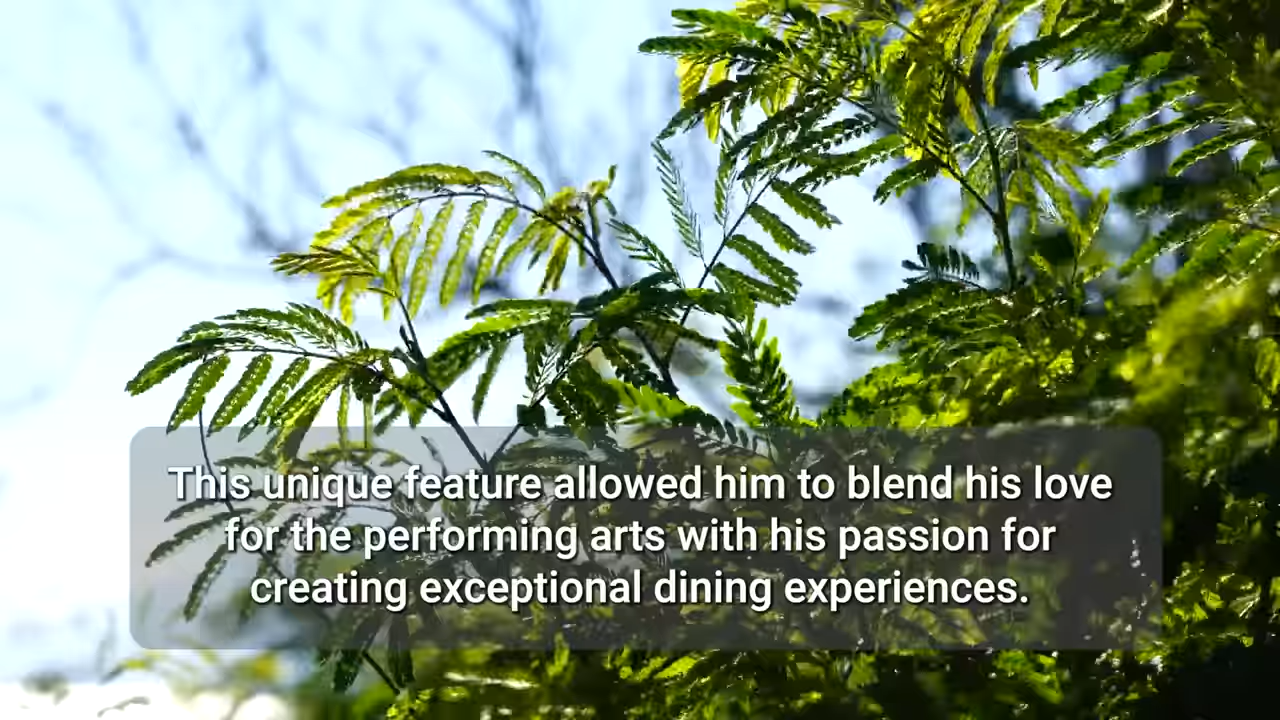 This unique feature allowed him to blend his love
for the performing arts with his passion for
creating exceptional dining experiences.